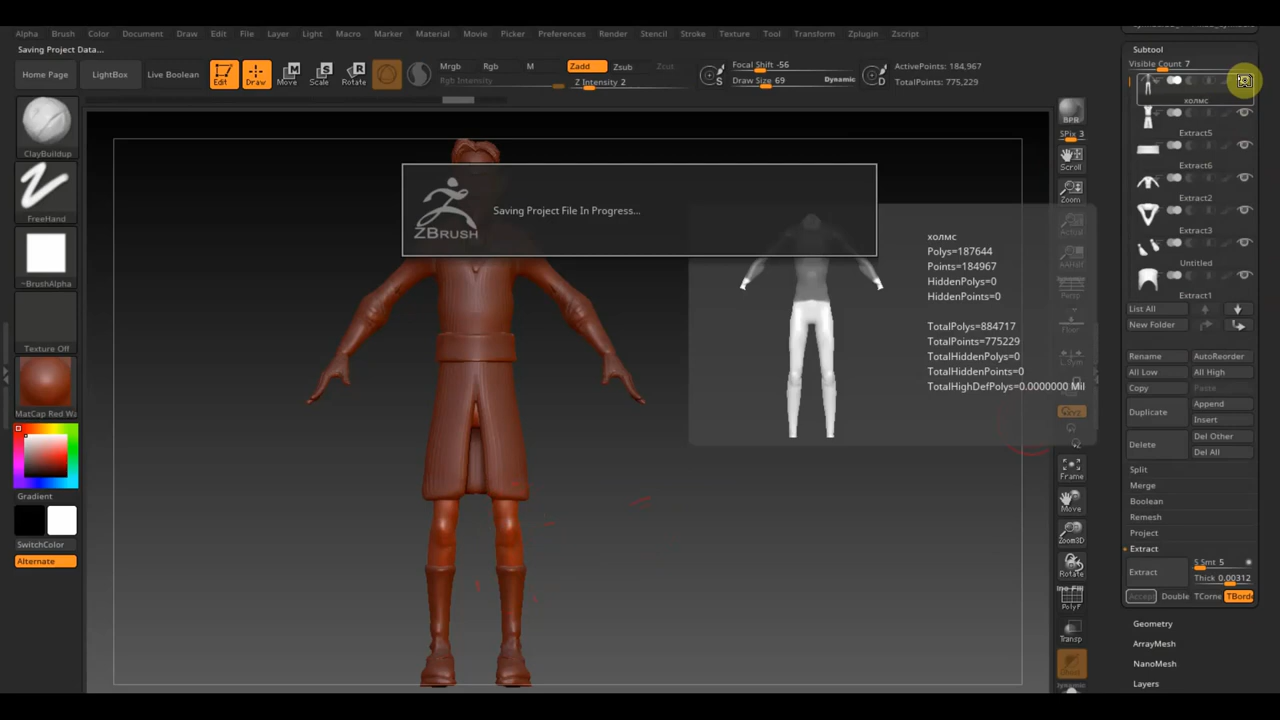 Alpha Brush Color Document Draw Edit File Layer Light Macro Marker Material Movie Picker Preferences Render Stencil Stroke Texture Tool Transform Zplugin Zscript
Saving Project Data...
Home Page
LightBox
Live Boolean
Edit
Draw
Move
Scale
Rotate
Mrgb Rgb M
Rgb Intensity
Zadd Zsub Zcut
Z Intensity 2
S
Focal Shift -56
Draw Size 69 Dynamic
D
ActivePoints: 184,967
TotalPoints: 775,229
ClayBuildup
FreeHand
~BrushAlpha
Texture Off
MatCap Red Wa
Gradient
SwitchColor
Alternate
ZBRUSH
Saving Project File In Progress...
холмс
Polys=187644
Points=184967
HiddenPolys=0
HiddenPoints=0
TotalPolys=884717
TotalPoints=775229
TotalHiddenPolys=0
TotalHiddenPoints=0
TotalHighDefPolys=0.0000000 Mil
BPR
SPix 3
Scroll
Zoom
Actual
AAHalf
Persp
Floor
L.Sym
Frame
Move
Zoom3D
Rotate
PolyF
Transp
Dynamic
Subtool
Visible Count 7
холмс
Extract5
Extract6
Extract2
Extract3
Untitled
Extract1
List All
New Folder
Rename AutoReorder
All Low All High
Copy Paste
Duplicate
Append
Insert
Delete
Del Other
Del All
Split
Merge
Boolean
Remesh
Project
Extract
Extract
S Smt 5
Thick 0.00312
Accept Double TCorne TBorde
Geometry
ArrayMesh
NanoMesh
Layers